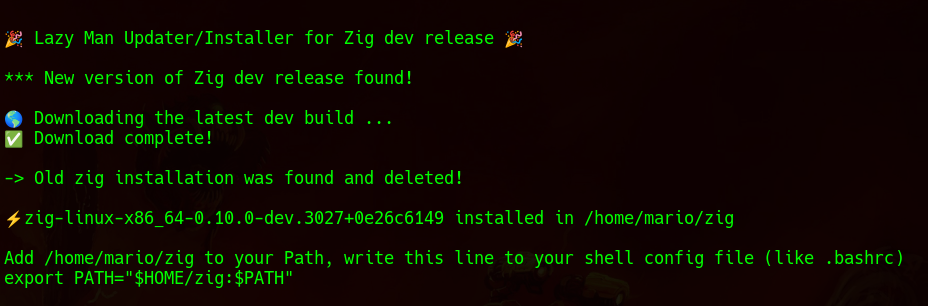 🎉 Lazy Man Updater/Installer for Zig dev release 🎉
*** New version of Zig dev release found!
🌎 Downloading the latest dev build ...
✅ Download complete!
-> Old zig installation was found and deleted!
⚡zig-linux-x86_64-0.10.0-dev.3027+0e26c6149 installed in /home/mario/zig
Add /home/mario/zig to your Path, write this line to your shell config file (like .bashrc)
export PATH="$HOME/zig:$PATH"